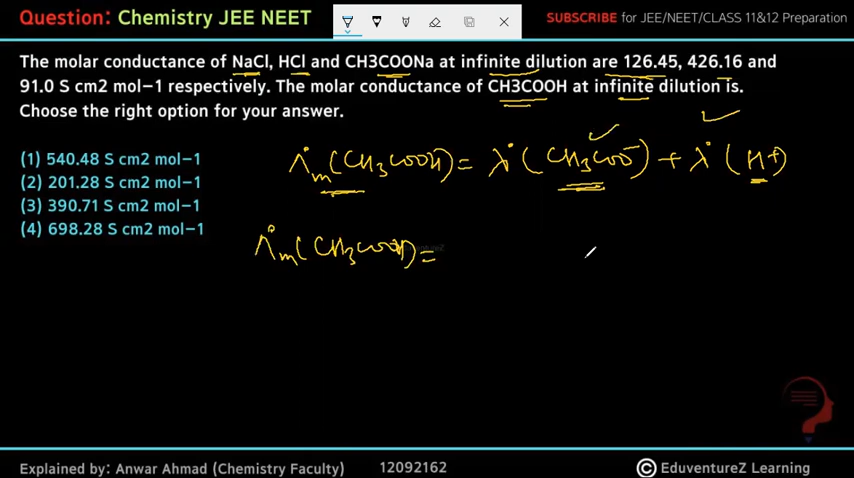 Question: Chemistry JEE NEET
SUBSCRIBE for JEE/NEET/CLASS 11&12 Preparation
The molar conductance of NaCl, HCl and CH3COONa at infinite dilution are 126.45, 426.16 and
91.0 S cm2 mol−1 respectively. The molar conductance of CH3COOH at infinite dilution is.
Choose the right option for your answer.
(1) 540.48 S cm2 mol−1
(2) 201.28 S cm2 mol−1
(3) 390.71 S cm2 mol−1
(4) 698.28 S cm2 mol−1
Λ°m(CH3COOH) = λ°(CH3COO−) + λ°(H+)
Λ°m(CH3COOH) =
Explained by: Anwar Ahmad (Chemistry Faculty)
12092162
© EduventureZ Learning